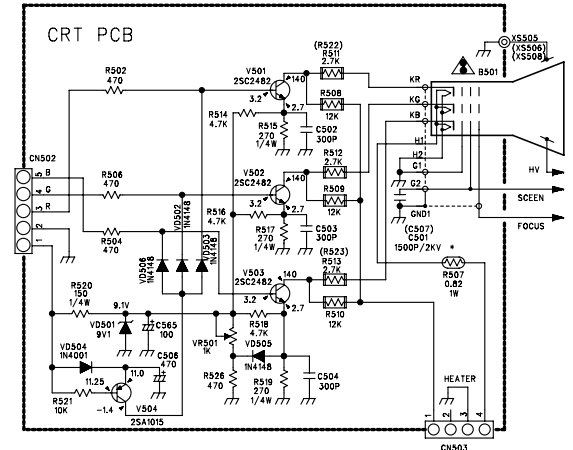 CRT PCB
XS505
(XS506)
(XS508)
B501
(R522)
R511
2.7K
R502
470
V501
2SC2482
140
3.2
2.7
R508
12K
KR
KG
KB
H1
H2
G1
G2
GND1
R514
4.7K
R515
270
1/4W
C502
300P
CN502
5 B
4 G
3 R
2
1
R506
470
R504
470
VD502
1N4148
VD506
1N4148
VD503
1N4148
V502
2SC2482
140
3.2
2.7
R512
2.7K
R509
12K
R516
4.7K
R517
270
1/4W
C503
300P
HV
SCEEN
FOCUS
(C507)
C501
1500P/2KV
*
R507
0.82
1W
(R523)
R513
2.7K
V503
2SC2482
140
3.2
2.7
R510
12K
R520
150
1/4W
9.1V
VD501
9V1
C565
100
VR501
1K
R518
4.7K
VD505
1N4148
R526
470
R519
270
1/4W
C504
300P
VD504
1N4001
C506
470
11.25
11.0
-1.4
R521
10K
V504
2SA1015
HEATER
1 2 3 4
CN503